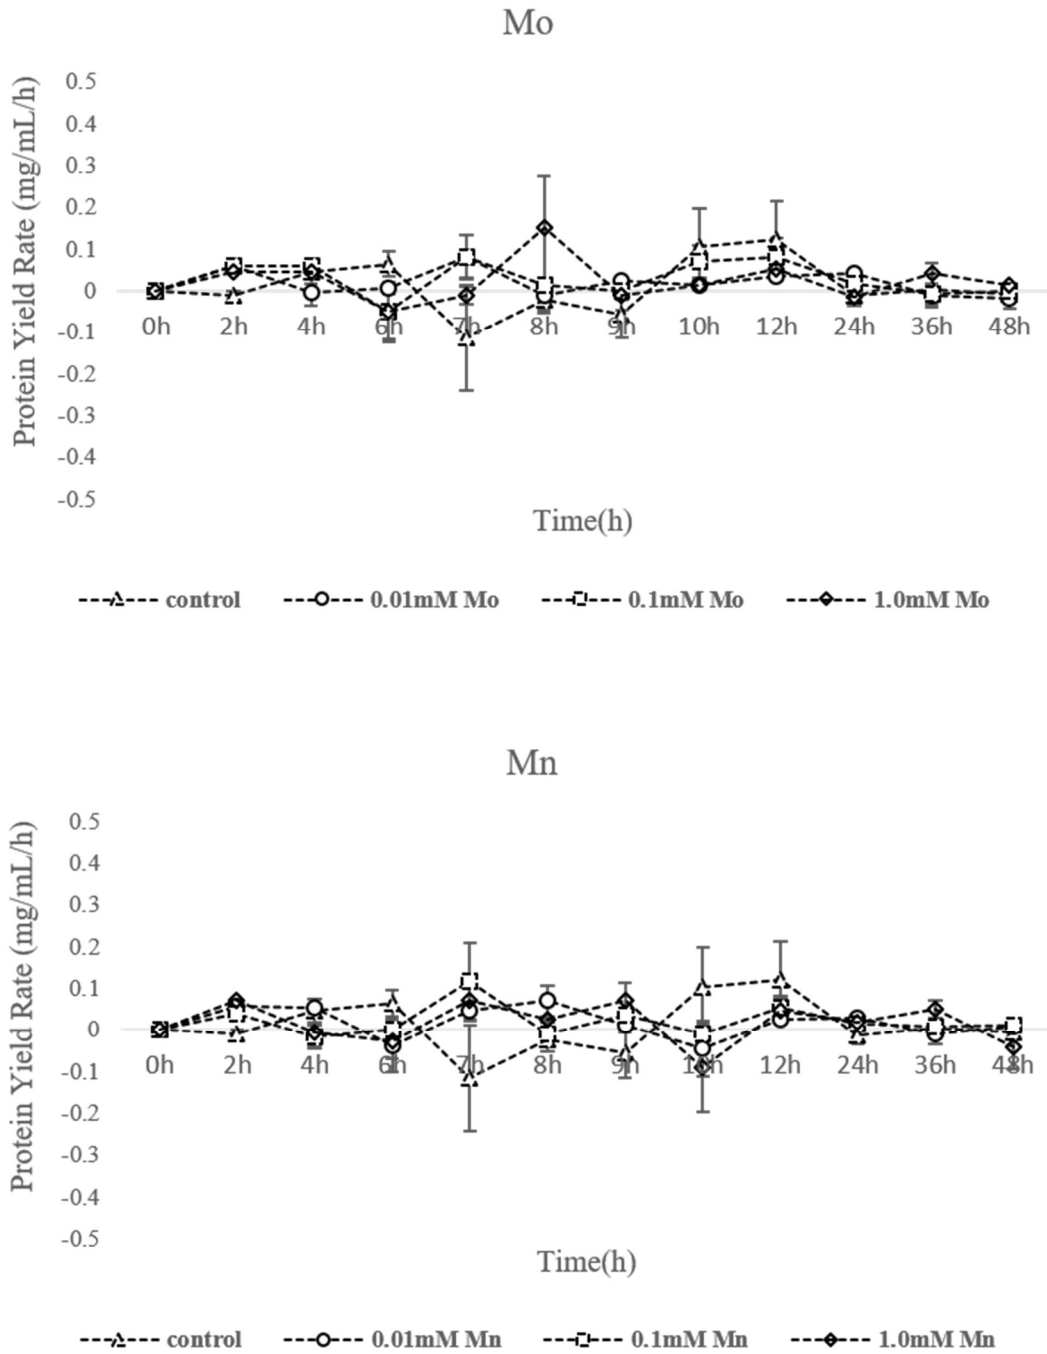 Mo
Protein Yield Rate (mg/mL/h)
0.5
0.4
0.3
0.2
0.1
0
-0.1
-0.2
-0.3
-0.4
-0.5
0h 2h 4h 6h 7h 8h 9h 10h 12h 24h 36h 48h
Time(h)
control 0.01mM Mo 0.1mM Mo 1.0mM Mo
Mn
Protein Yield Rate (mg/mL/h)
0.5
0.4
0.3
0.2
0.1
0
-0.1
-0.2
-0.3
-0.4
-0.5
0h 2h 4h 6h 7h 8h 9h 10h 12h 24h 36h 48h
Time(h)
control 0.01mM Mn 0.1mM Mn 1.0mM Mn